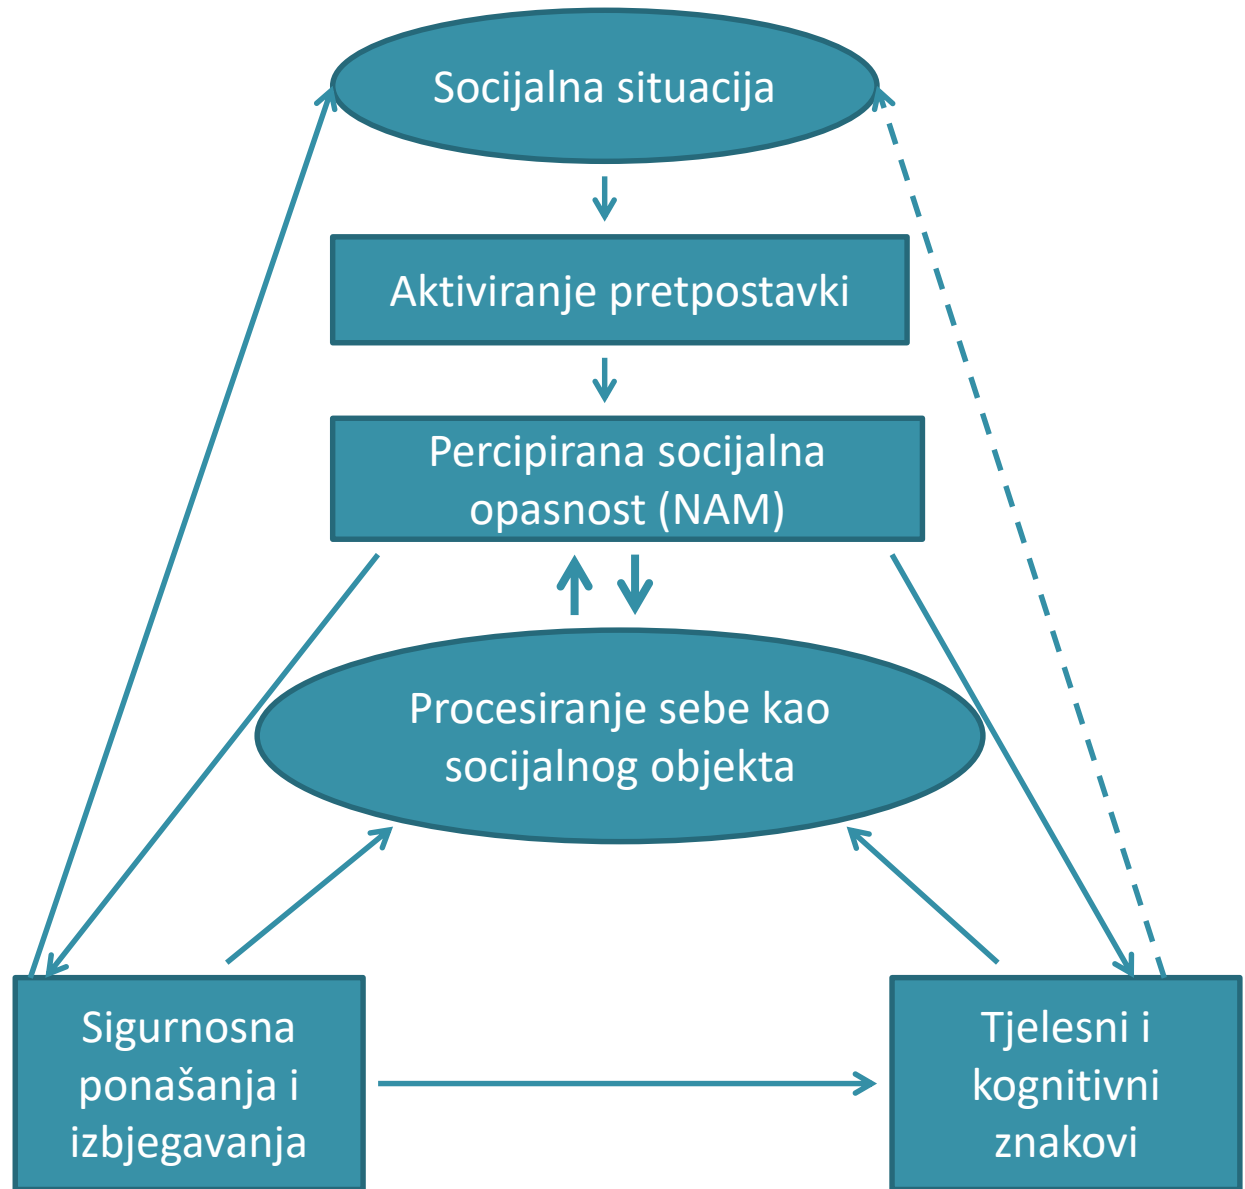 Socijalna situacija
Aktiviranje pretpostavki
Percipirana socijalna
opasnost (NAM)
Procesiranje sebe kao
socijalnog objekta
Sigurnosna
ponašanja i
izbjegavanja
Tjelesni i
kognitivni
znakovi